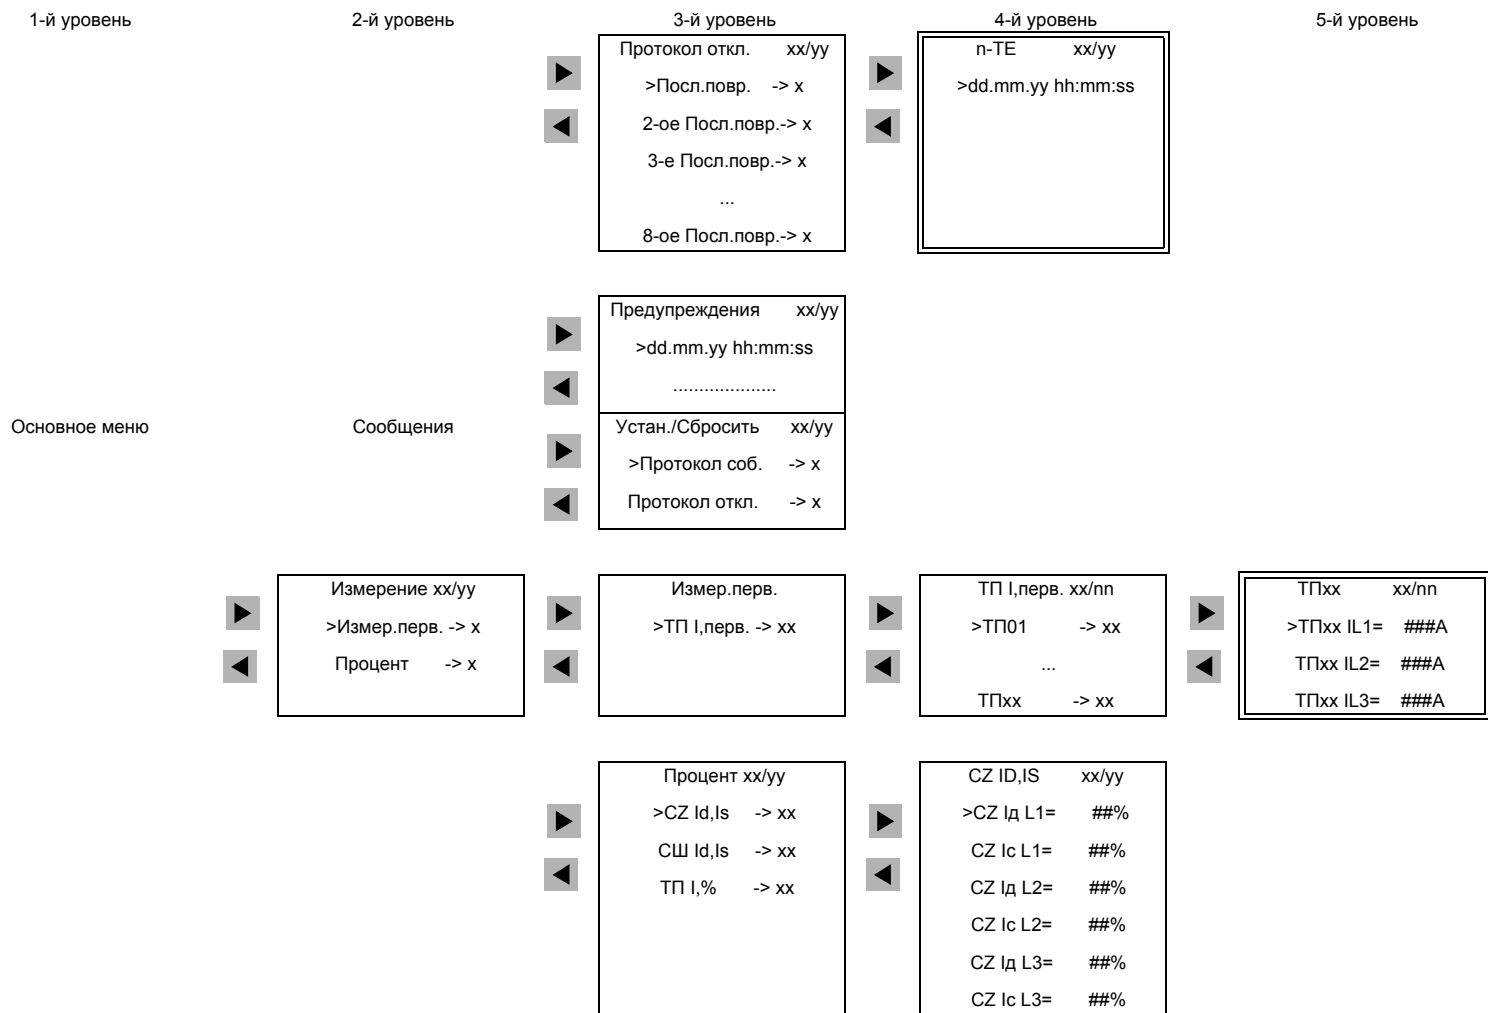 1-й уровень 2-й уровень 3-й уровень 4-й уровень 5-й уровень
Протокол откл. xx/yy
>Посл.повр. -> x
2-ое Посл.повр.-> x
3-е Посл.повр.-> x
...
8-ое Посл.повр.-> x
n-TE xx/yy
>dd.mm.yy hh:mm:ss
Предупреждения xx/yy
>dd.mm.yy hh:mm:ss
....................
Основное меню
Сообщения
Устан./Сбросить xx/yy
>Протокол соб. -> x
Протокол откл. -> x
Измерение xx/yy
>Измер.перв. -> x
Процент -> x
Измер.перв.
>ТП I,перв. -> xx
ТП I,перв. xx/nn
>ТП01 -> xx
...
ТПxx -> xx
ТПxx xx/nn
>ТПxx IL1= ###A
ТПxx IL2= ###A
ТПxx IL3= ###A
Процент xx/yy
>CZ Id,Is -> xx
СШ Id,Is -> xx
ТП I,% -> xx
CZ ID,IS xx/yy
>CZ Iд L1= ##%
CZ Ic L1= ##%
CZ Iд L2= ##%
CZ Ic L2= ##%
CZ Iд L3= ##%
CZ Ic L3= ##%